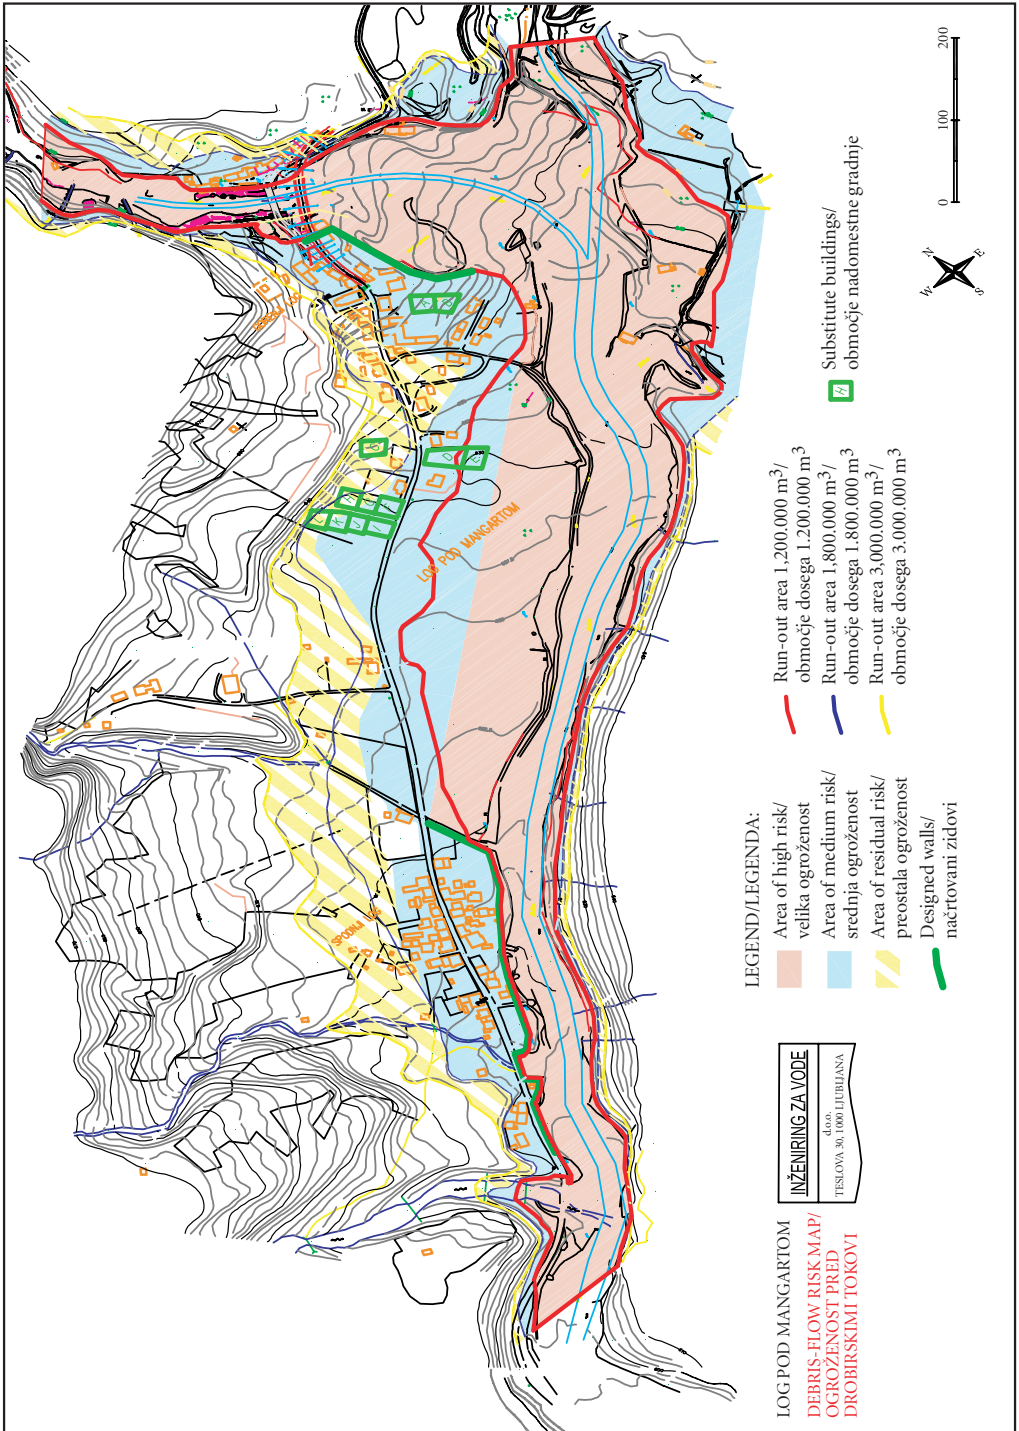 LOG POD MANGARTOM
DEBRIS-FLOW RISK MAP/
OGROŽENOST PRED
DROBIRSKIMI TOKOVI
INŽENIRING ZA VODE
d.o.o.
TESLOVA 30, 1000 LJUBLJANA
LEGEND/LEGENDA:
Area of high risk/
velika ogroženost
Area of medium risk/
srednja ogroženost
Area of residual risk/
preostala ogroženost
Designed walls/
načrtovani zidovi
Run-out area 1,200.000 m³/
območje dosega 1.200.000 m³
Run-out area 1,800.000 m³/
območje dosega 1.800.000 m³
Run-out area 3,000.000 m³/
območje dosega 3.000.000 m³
H
Substitute buildings/
območje nadomestne gradnje
N
E
S
W
0 100 200
LOG POD MANGARTOM
SPODNJI